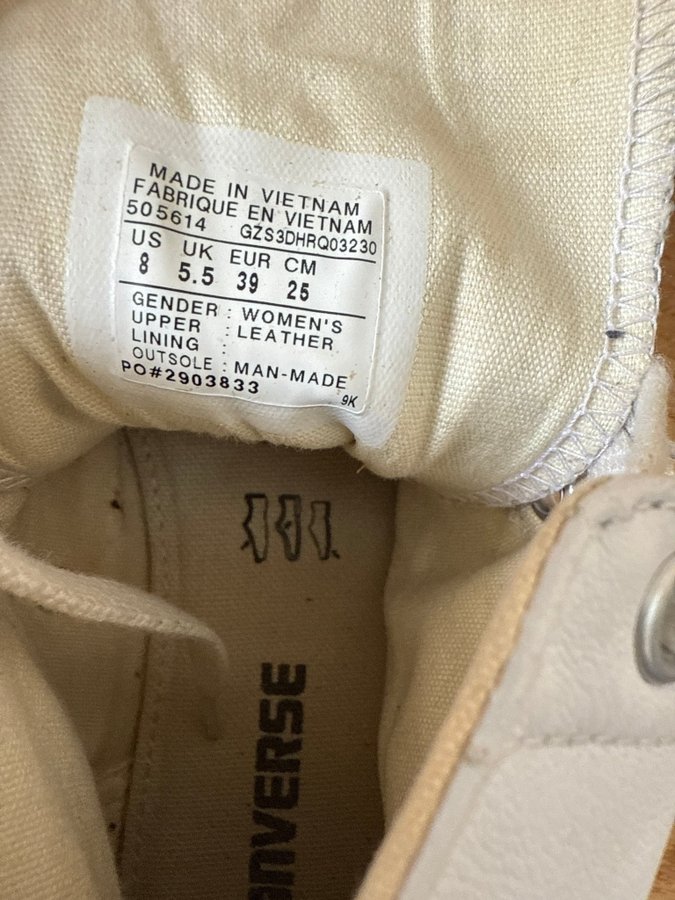 MADE IN VIETNAM
FABRIQUE EN VIETNAM
505614 GZS3DHRQ03230
US UK EUR CM
8 5.5 39 25
GENDER : WOMEN'S
UPPER : LEATHER
LINING :
OUTSOLE : MAN-MADE
PO#2903833 9K
ONVERSE